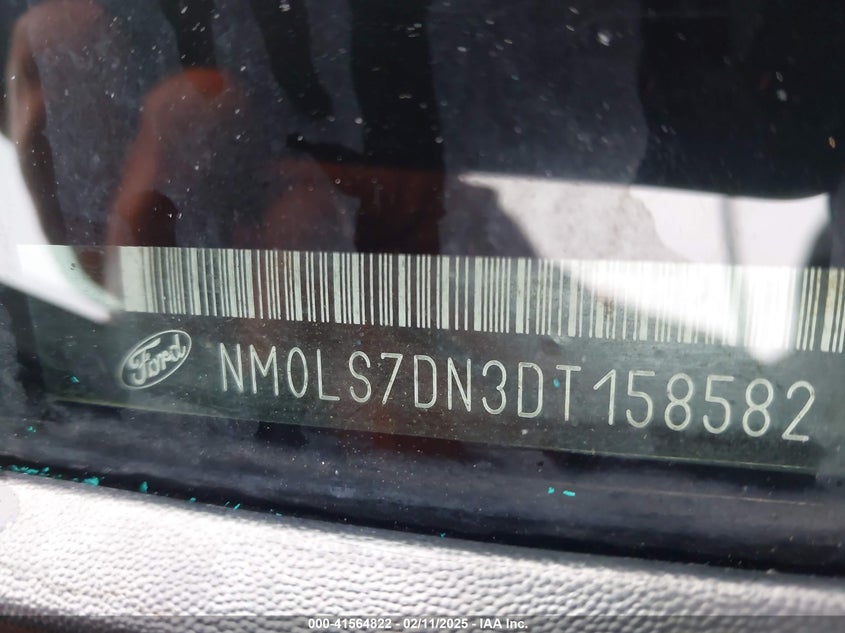 Ford NM0LS7DN3DT158582
000-41564822 - 02/11/2025 - IAA Inc.